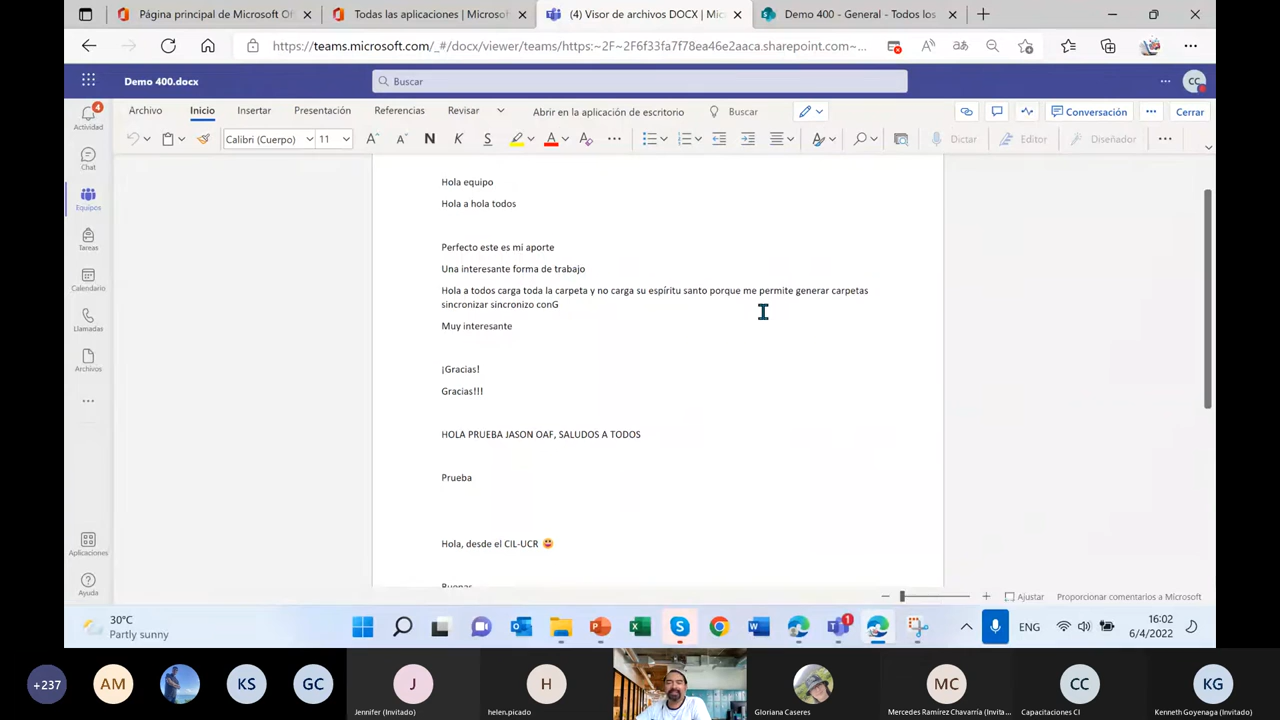 Página principal de Microsoft Of
Todas las aplicaciones | Microsof
(4) Visor de archivos DOCX | Mic
Demo 400 - General - Todos los
https://teams.microsoft.com/_#/docx/viewer/teams/https:~2F~2F6f33fa7f78ea46e2aaca.sharepoint.com~...
Demo 400.docx
Buscar
CC
Archivo
Inicio
Insertar
Presentación
Referencias
Revisar
Abrir en la aplicación de escritorio
Buscar
Conversación
Cerrar
Calibri (Cuerpo)
11
N
K
S
Dictar
Editor
Diseñador
4
Actividad
Chat
Equipos
Tareas
Calendario
Llamadas
Archivos
Aplicaciones
Ayuda
Hola equipo
Hola a hola todos
Perfecto este es mi aporte
Una interesante forma de trabajo
Hola a todos carga toda la carpeta y no carga su espíritu santo porque me permite generar carpetas
sincronizar sincronizo conG
Muy interesante
¡Gracias!
Gracias!!!
HOLA PRUEBA JASON OAF, SALUDOS A TODOS
Prueba
Hola, desde el CIL-UCR 😃
Buenas
Ajustar
Proporcionar comentarios a Microsoft
30°C
Partly sunny
1
ENG
16:02
6/4/2022
+237
AM
KS
GC
J
Jennifer (Invitado)
H
helen.picado
Gloriana Caseres
MC
Mercedes Ramírez Chavarría (Invita...
CC
Capacitaciones CI
KG
Kenneth Goyenaga (Invitado)